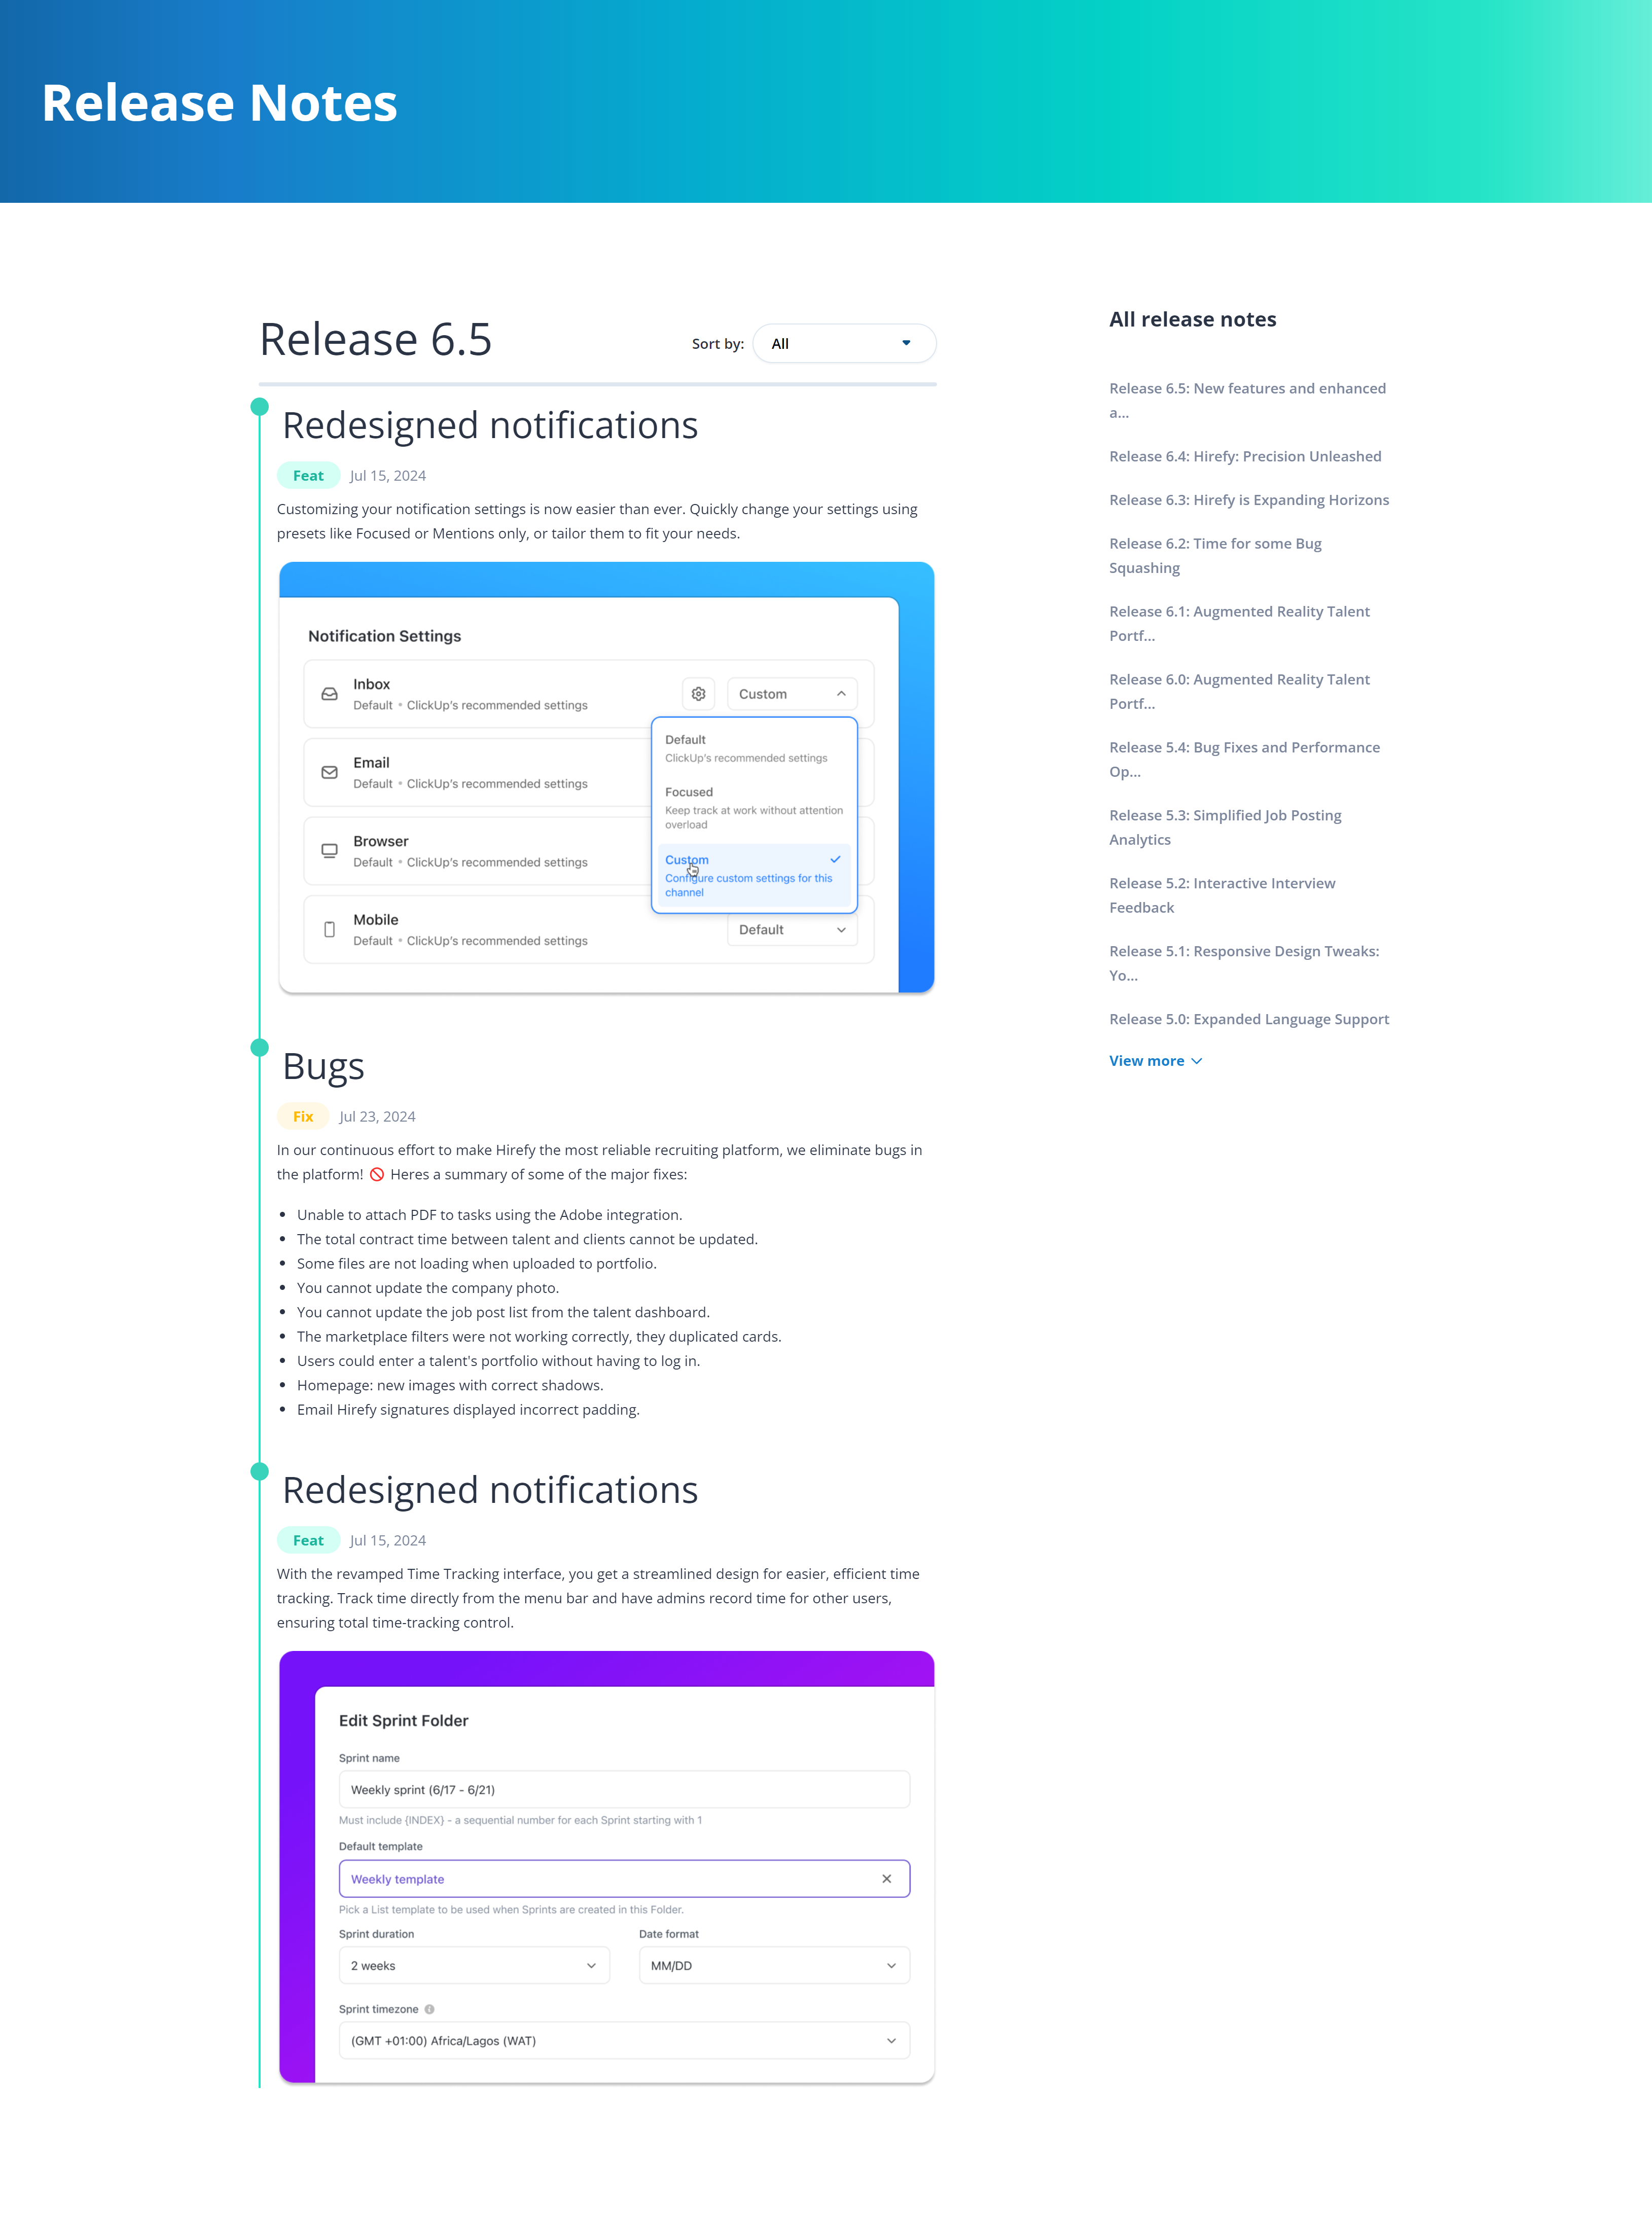 Release Notes
Release 6.5
Sort by:
All
Redesigned notifications
Feat
Jul 15, 2024
Customizing your notification settings is now easier than ever. Quickly change your settings using
presets like Focused or Mentions only, or tailor them to fit your needs.
Notification Settings
Inbox
Default • ClickUp's recommended settings
Custom
Default
ClickUp's recommended settings
Focused
Keep track at work without attention
overload
Custom
Configure custom settings for this
channel
Email
Default • ClickUp's recommended settings
Browser
Default • ClickUp's recommended settings
Mobile
Default • ClickUp's recommended settings
Default
Bugs
Fix
Jul 23, 2024
In our continuous effort to make Hirefy the most reliable recruiting platform, we eliminate bugs in
the platform! 🚫 Heres a summary of some of the major fixes:
• Unable to attach PDF to tasks using the Adobe integration.
• The total contract time between talent and clients cannot be updated.
• Some files are not loading when uploaded to portfolio.
• You cannot update the company photo.
• You cannot update the job post list from the talent dashboard.
• The marketplace filters were not working correctly, they duplicated cards.
• Users could enter a talent's portfolio without having to log in.
• Homepage: new images with correct shadows.
• Email Hirefy signatures displayed incorrect padding.
Redesigned notifications
Feat
Jul 15, 2024
With the revamped Time Tracking interface, you get a streamlined design for easier, efficient time
tracking. Track time directly from the menu bar and have admins record time for other users,
ensuring total time-tracking control.
Edit Sprint Folder
Sprint name
Weekly sprint (6/17 - 6/21)
Must include {INDEX} - a sequential number for each Sprint starting with 1
Default template
Weekly template
Pick a List template to be used when Sprints are created in this Folder.
Sprint duration
2 weeks
Date format
MM/DD
Sprint timezone
(GMT +01:00) Africa/Lagos (WAT)
All release notes
Release 6.5: New features and enhanced
a...
Release 6.4: Hirefy: Precision Unleashed
Release 6.3: Hirefy is Expanding Horizons
Release 6.2: Time for some Bug
Squashing
Release 6.1: Augmented Reality Talent
Portf...
Release 6.0: Augmented Reality Talent
Portf...
Release 5.4: Bug Fixes and Performance
Op...
Release 5.3: Simplified Job Posting
Analytics
Release 5.2: Interactive Interview
Feedback
Release 5.1: Responsive Design Tweaks:
Yo...
Release 5.0: Expanded Language Support
View more